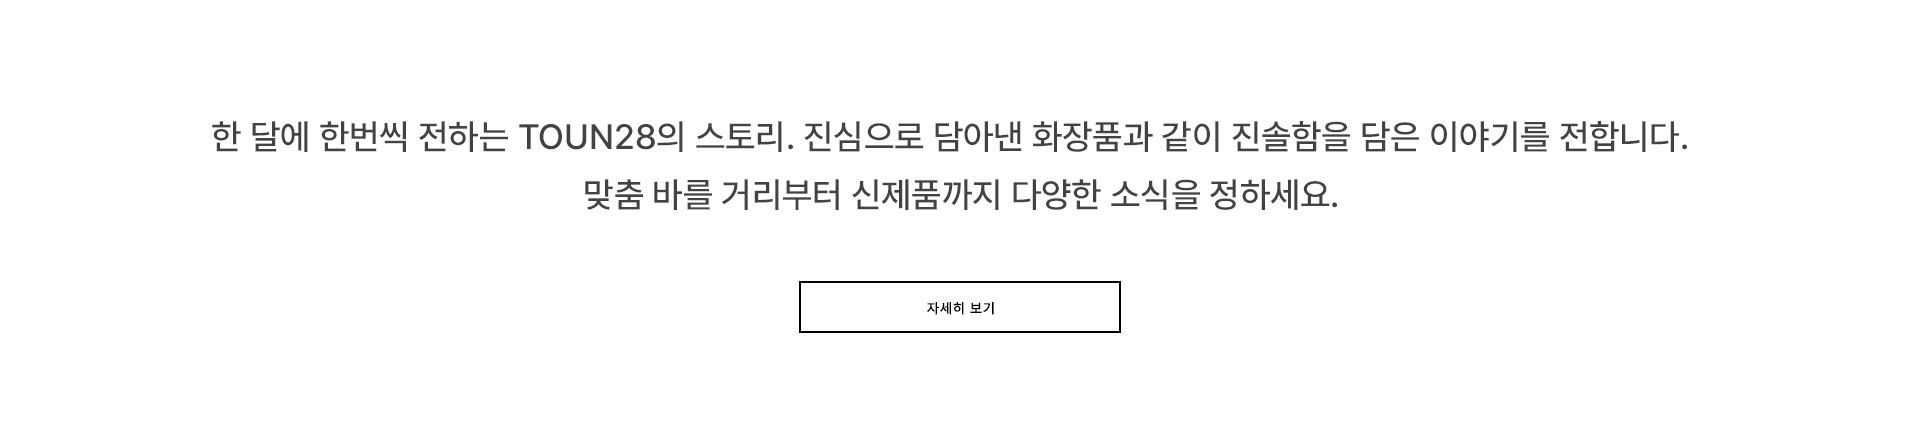 한 달에 한번씩 전하는 TOUN28의 스토리. 진심으로 담아낸 화장품과 같이 진솔함을 담은 이야기를 전합니다.
맞춤 바를 거리부터 신제품까지 다양한 소식을 정하세요.
자세히 보기